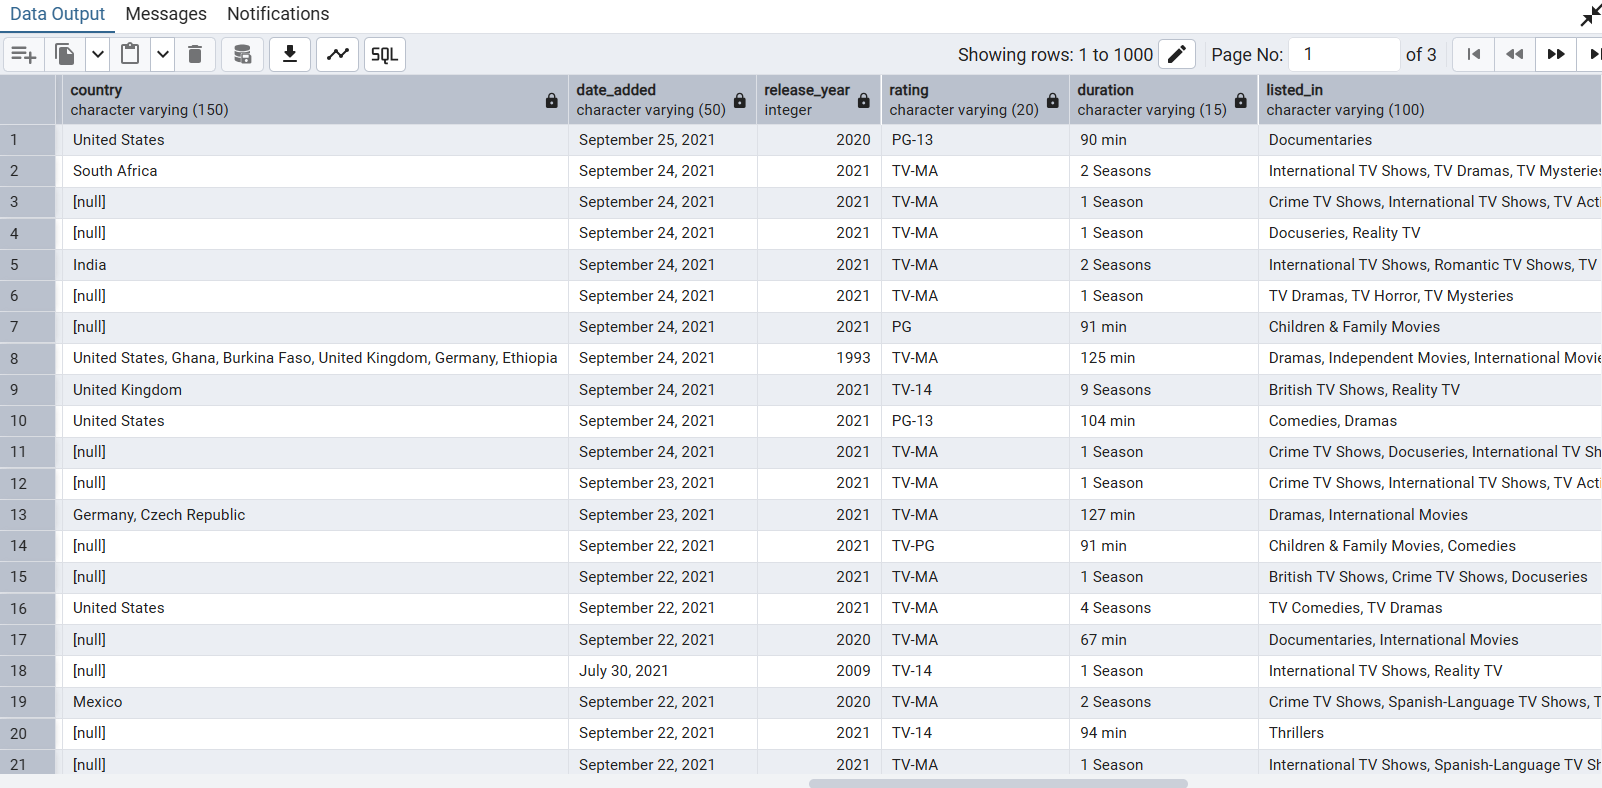 Data Output Messages Notifications
SQL Showing rows: 1 to 1000 Page No: 1 of 3
country date_added release_year rating duration listed_in
character varying (150) character varying (50) integer character varying (20) character varying (15) character varying (100)
1 United States September 25, 2021 2020 PG-13 90 min Documentaries
2 South Africa September 24, 2021 2021 TV-MA 2 Seasons International TV Shows, TV Dramas, TV Mysteries
3 [null] September 24, 2021 2021 TV-MA 1 Season Crime TV Shows, International TV Shows, TV Acti
4 [null] September 24, 2021 2021 TV-MA 1 Season Docuseries, Reality TV
5 India September 24, 2021 2021 TV-MA 2 Seasons International TV Shows, Romantic TV Shows, TV
6 [null] September 24, 2021 2021 TV-MA 1 Season TV Dramas, TV Horror, TV Mysteries
7 [null] September 24, 2021 2021 PG 91 min Children & Family Movies
8 United States, Ghana, Burkina Faso, United Kingdom, Germany, Ethiopia September 24, 2021 1993 TV-MA 125 min Dramas, Independent Movies, International Movie
9 United Kingdom September 24, 2021 2021 TV-14 9 Seasons British TV Shows, Reality TV
10 United States September 24, 2021 2021 PG-13 104 min Comedies, Dramas
11 [null] September 24, 2021 2021 TV-MA 1 Season Crime TV Shows, Docuseries, International TV Sh
12 [null] September 23, 2021 2021 TV-MA 1 Season Crime TV Shows, International TV Shows, TV Acti
13 Germany, Czech Republic September 23, 2021 2021 TV-MA 127 min Dramas, International Movies
14 [null] September 22, 2021 2021 TV-PG 91 min Children & Family Movies, Comedies
15 [null] September 22, 2021 2021 TV-MA 1 Season British TV Shows, Crime TV Shows, Docuseries
16 United States September 22, 2021 2021 TV-MA 4 Seasons TV Comedies, TV Dramas
17 [null] September 22, 2021 2020 TV-MA 67 min Documentaries, International Movies
18 [null] July 30, 2021 2009 TV-14 1 Season International TV Shows, Reality TV
19 Mexico September 22, 2021 2020 TV-MA 2 Seasons Crime TV Shows, Spanish-Language TV Shows, T
20 [null] September 22, 2021 2021 TV-14 94 min Thrillers
21 [null] September 22, 2021 2021 TV-MA 1 Season International TV Shows, Spanish-Language TV Sh